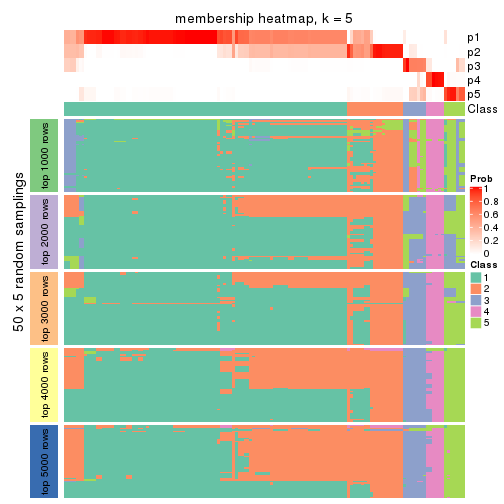 membership heatmap, k = 5
p1
p2
p3
p4
p5
Class
50 x 5 random samplings
top 1000 rows
top 2000 rows
top 3000 rows
top 4000 rows
top 5000 rows
Prob
1
0.8
0.6
0.4
0.2
0
Class
1
2
3
4
5